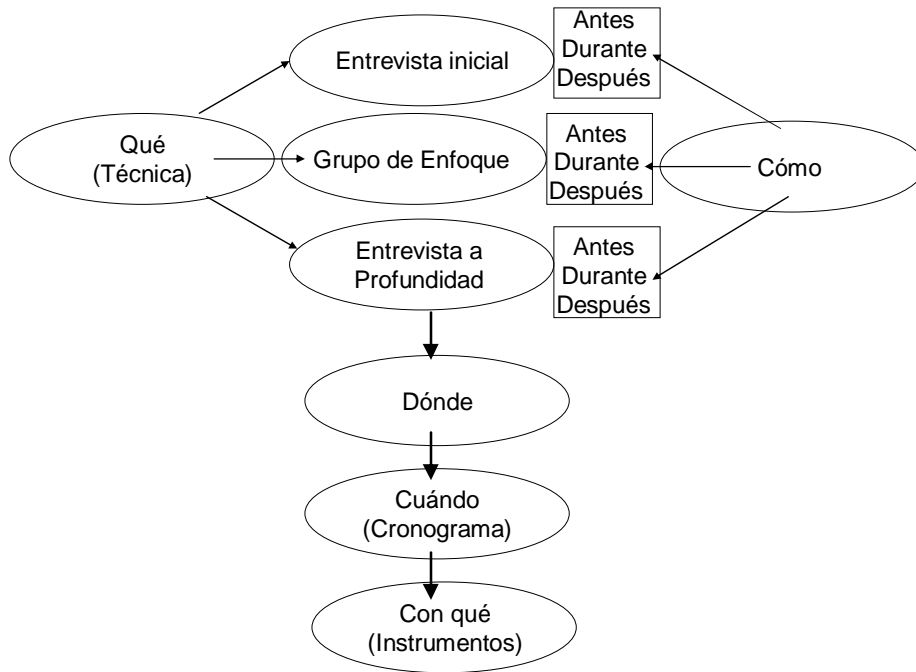 Entrevista inicial
Antes
Durante
Después
Qué
(Técnica)
Grupo de Enfoque
Antes
Durante
Después
Cómo
Entrevista a
Profundidad
Antes
Durante
Después
Dónde
Cuándo
(Cronograma)
Con qué
(Instrumentos)